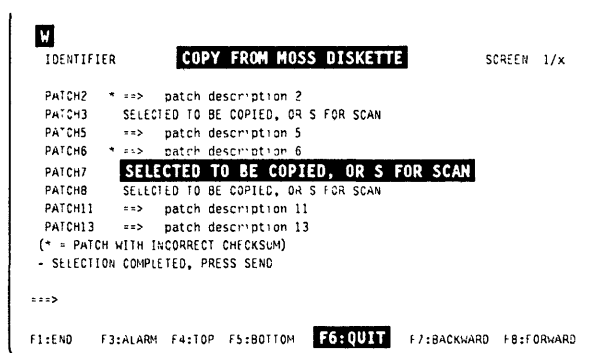 W
IDENTIFIER COPY FROM MOSS DISKETTE SCREEN 1/x
PATCH2 * ==> patch description 2
PATCH3 SELECTED TO BE COPIED, OR S FOR SCAN
PATCH5 ==> patch description 5
PATCH6 * ==> patch description 6
PATCH7 SELECTED TO BE COPIED, OR S FOR SCAN
PATCH8 SELECTED TO BE COPIED, OR S FOR SCAN
PATCH11 ==> patch description 11
PATCH13 ==> patch description 13
(* = PATCH WITH INCORRECT CHECKSUM)
- SELECTION COMPLETED, PRESS SEND
===>
F1:END F3:ALARM F4:TOP F5:BOTTOM F6:QUIT F7:BACKWARD F8:FORWARD